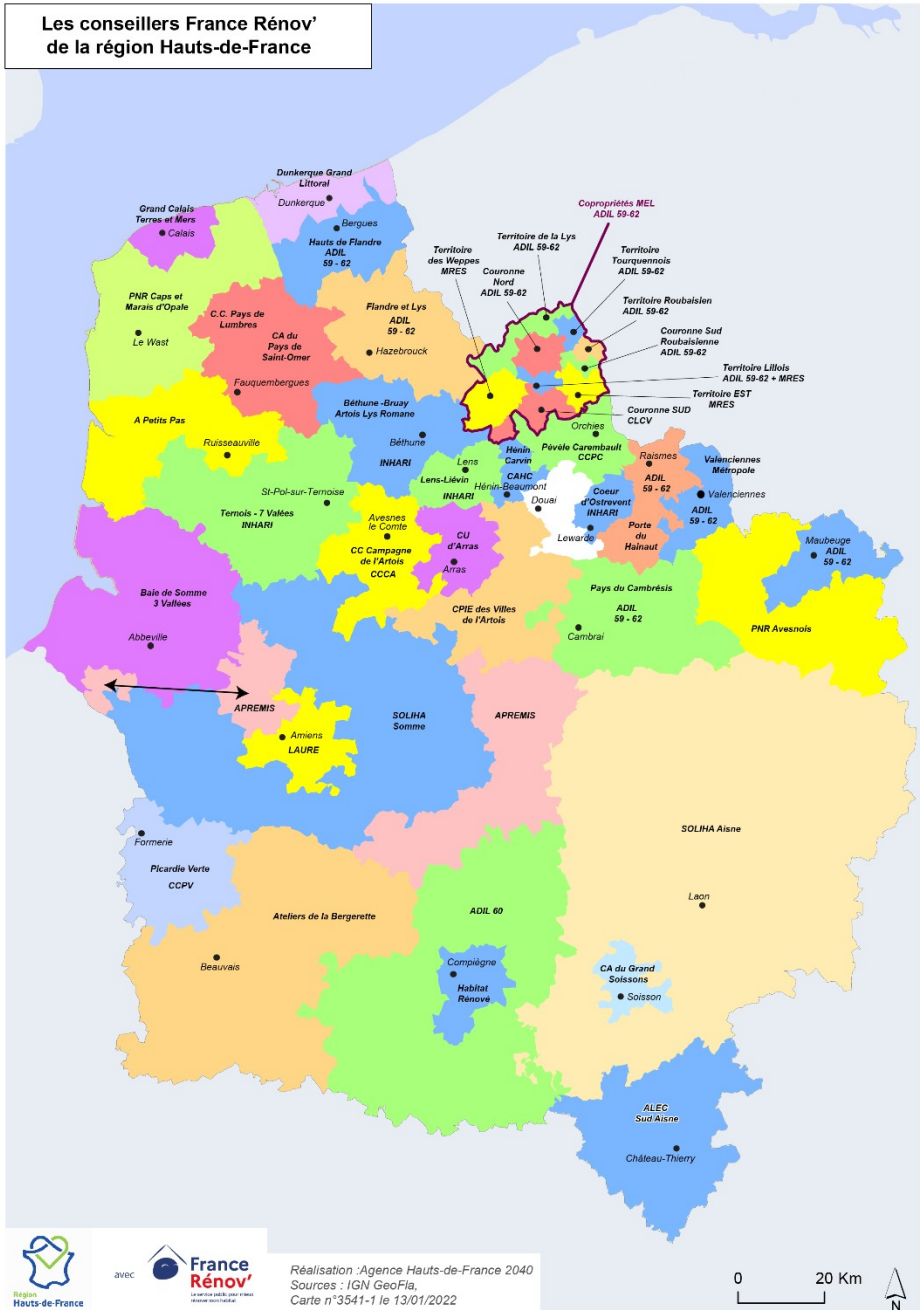 Les conseillers France Rénov'
de la région Hauts-de-France
Dunkerque Grand
Littoral
Dunkerque
Grand Calais
Terres et Mers
Calais
Bergues
Hauts de Flandre
ADIL
59 - 62
Copropriétés MEL
ADIL 59-62
Territoire de la Lys
ADIL 59-62
Territoire
des Weppes
MRES
Couronne
Nord
ADIL 59-62
Territoire
Tourquennois
ADIL 59-62
Territoire Roubaisien
ADIL 59-62
Couronne Sud
Roubaisienne
ADIL 59-62
Territoire Lillois
ADIL 59-62 + MRES
Territoire EST
MRES
Couronne SUD
CLCV
PNR Caps et
Marais d'Opale
Le Wast
C.C. Pays de
Lumbres
CA du
Pays de
Saint-Omer
Fauquembergues
Flandre et Lys
ADIL
59 - 62
Hazebrouck
A Petits Pas
Ruisseauville
Béthune -Bruay
Artois Lys Romane
Béthune
INHARI
Orchies
Pévèle Carembault
CCPC
Hénin
Carvin
CAHC
Hénin-Beaumont
Lens
Lens-Liévin
INHARI
Raismes
ADIL
59 - 62
Porte
du
Hainaut
Valenciennes
Métropole
Valenciennes
ADIL
59 - 62
Douai
Coeur
d'Ostrevent
INHARI
Lewarde
St-Pol-sur-Ternoise
Ternois - 7 Valées
INHARI
Avesnes
le Comte
CC Campagne
de l'Artois
CCCA
CU
d'Arras
Arras
Maubeuge
ADIL
59 - 62
PNR Avesnois
Pays du Cambrésis
ADIL
59 - 62
Cambrai
CPIE des Villes
de l'Artois
Baie de Somme
3 Vallées
Abbeville
APREMIS
SOLIHA
Somme
APREMIS
Amiens
LAURE
SOLIHA Aisne
Laon
Formerie
Picardie Verte
CCPV
Ateliers de la Bergerette
Beauvais
ADIL 60
Compiègne
Habitat
Rénové
CA du Grand
Soissons
Soisson
ALEC
Sud Aisne
Château-Thierry
Région
Hauts-de-France
avec
France
Rénov'
Le service public pour mieux
rénover mon habitat
Réalisation :Agence Hauts-de-France 2040
Sources : IGN GeoFla,
Carte n°3541-1 le 13/01/2022
0 20 Km
N